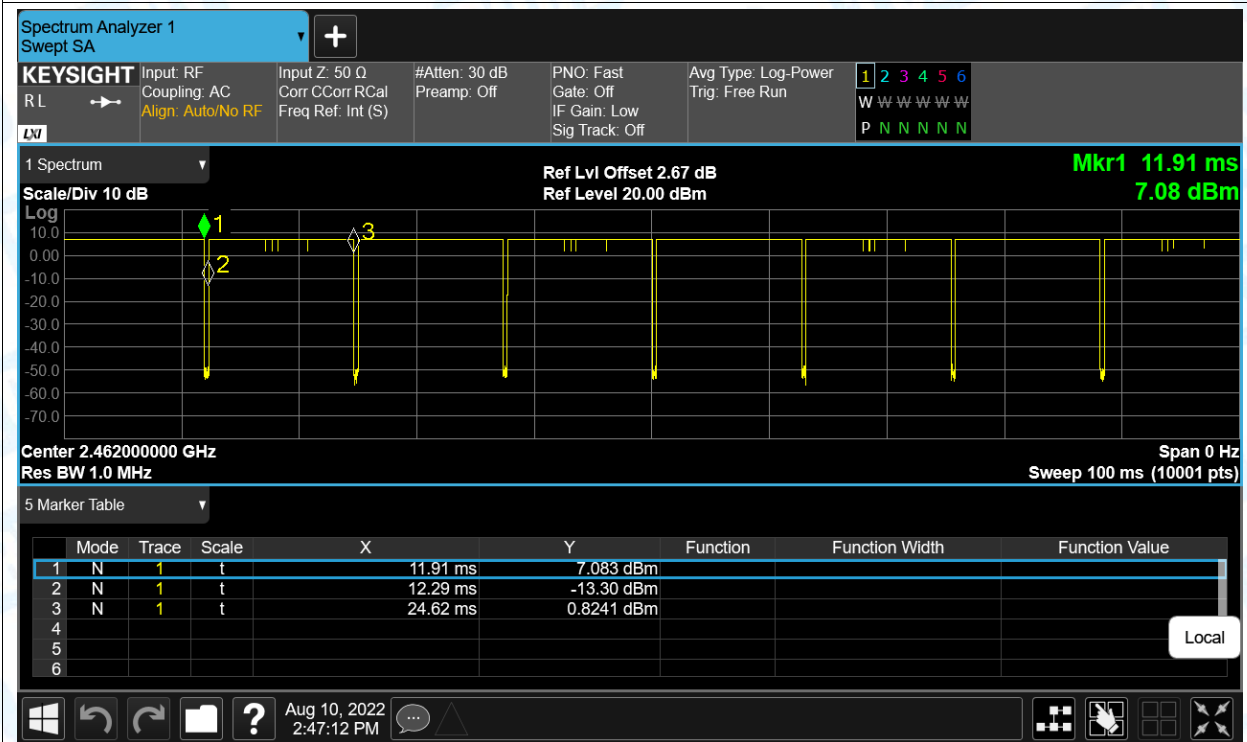 Spectrum Analyzer 1
Swept SA
KEYSIGHT
R L
LXI
Input: RF
Coupling: AC
Align: Auto/No RF
Input Z: 50 Ω
Corr CCorr RCal
Freq Ref: Int (S)
#Atten: 30 dB
Preamp: Off
PNO: Fast
Gate: Off
IF Gain: Low
Sig Track: Off
Avg Type: Log-Power
Trig: Free Run
1 2 3 4 5 6
W W W W W W
P N N N N N
1 Spectrum
Scale/Div 10 dB
Ref Lvl Offset 2.67 dB
Ref Level 20.00 dBm
Mkr1 11.91 ms
7.08 dBm
Log
10.0
0.00
-10.0
-20.0
-30.0
-40.0
-50.0
-60.0
-70.0
1
2
3
Center 2.462000000 GHz
Res BW 1.0 MHz
Span 0 Hz
Sweep 100 ms (10001 pts)
5 Marker Table
Mode Trace Scale X Y Function Function Width Function Value
1 N 1 t 11.91 ms 7.083 dBm
2 N 1 t 12.29 ms -13.30 dBm
3 N 1 t 24.62 ms 0.8241 dBm
4
5
6
Local
?
Aug 10, 2022
2:47:12 PM